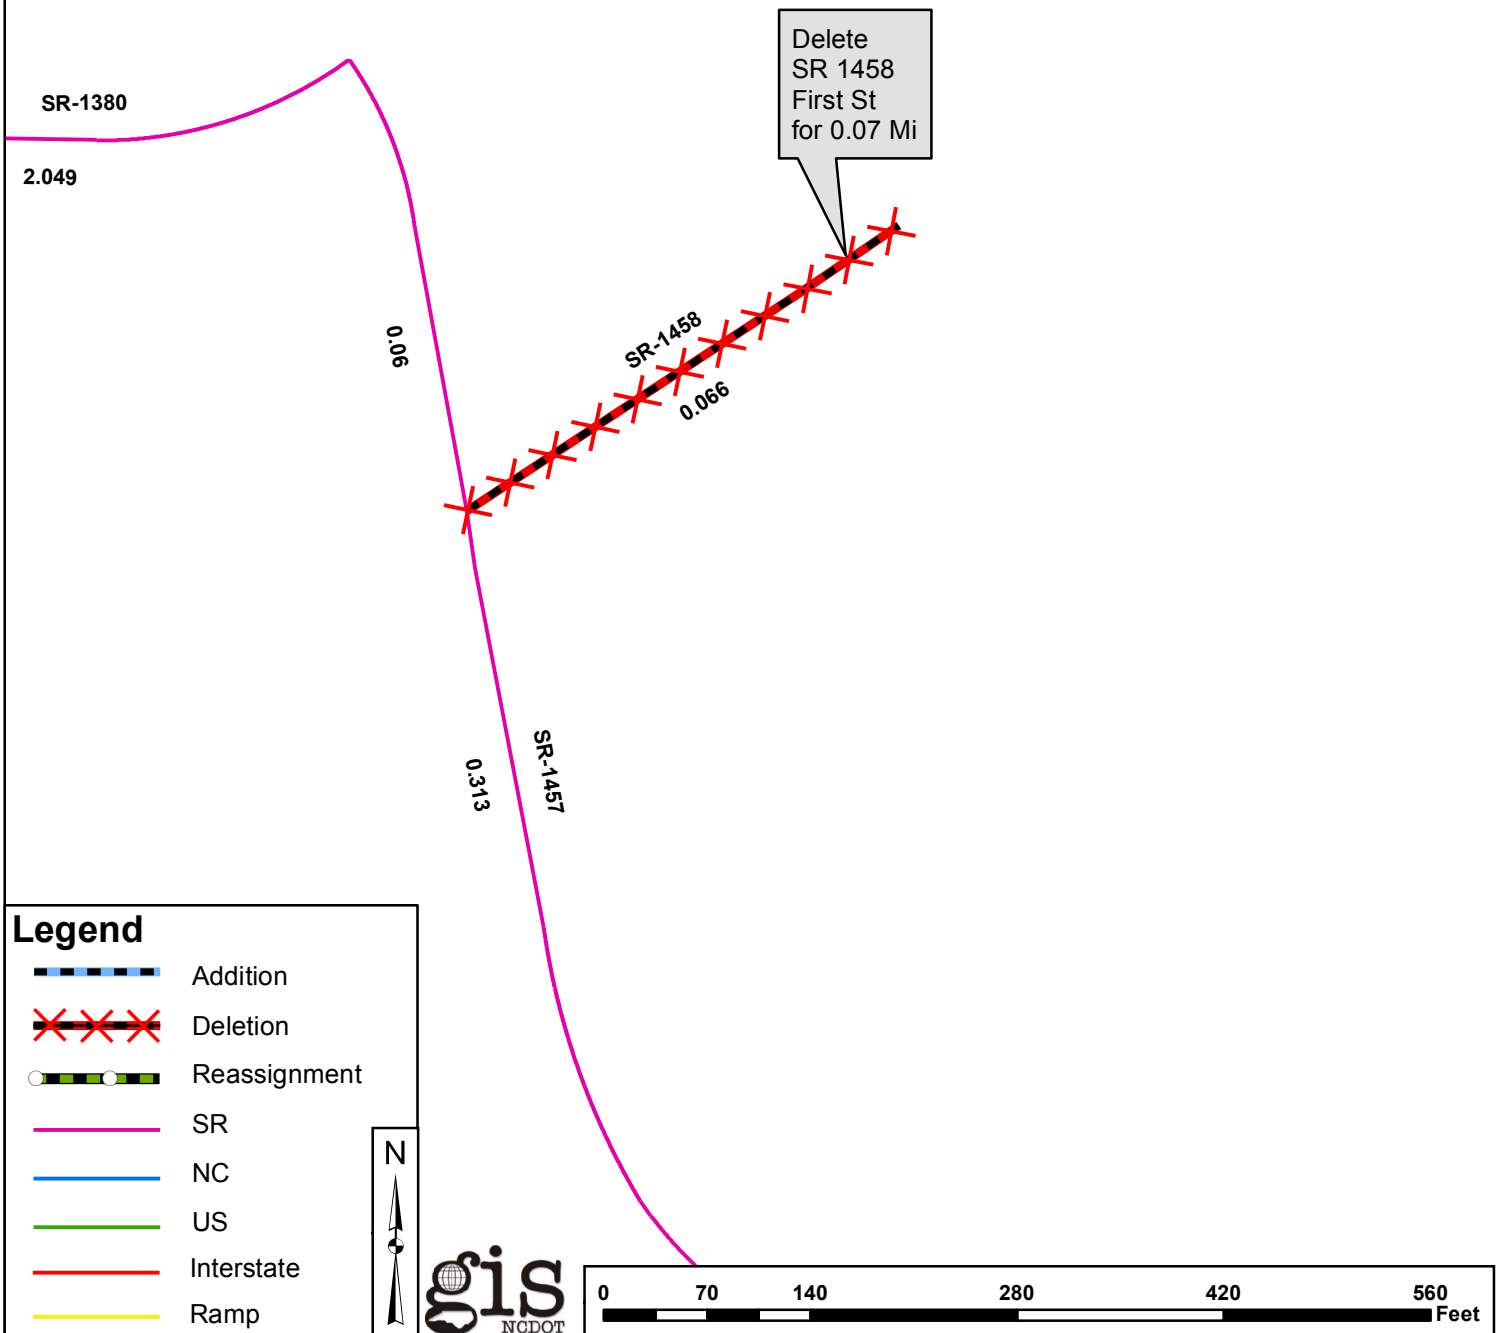 Delete
SR 1458
First St
for 0.07 Mi
SR-1380
2.049
0.06
SR-1458
0.066
SR-1457
0.313
Legend
Addition
Deletion
Reassignment
SR
NC
US
Interstate
Ramp
N
gis
NCDOT
0 70 140 280 420 560
Feet